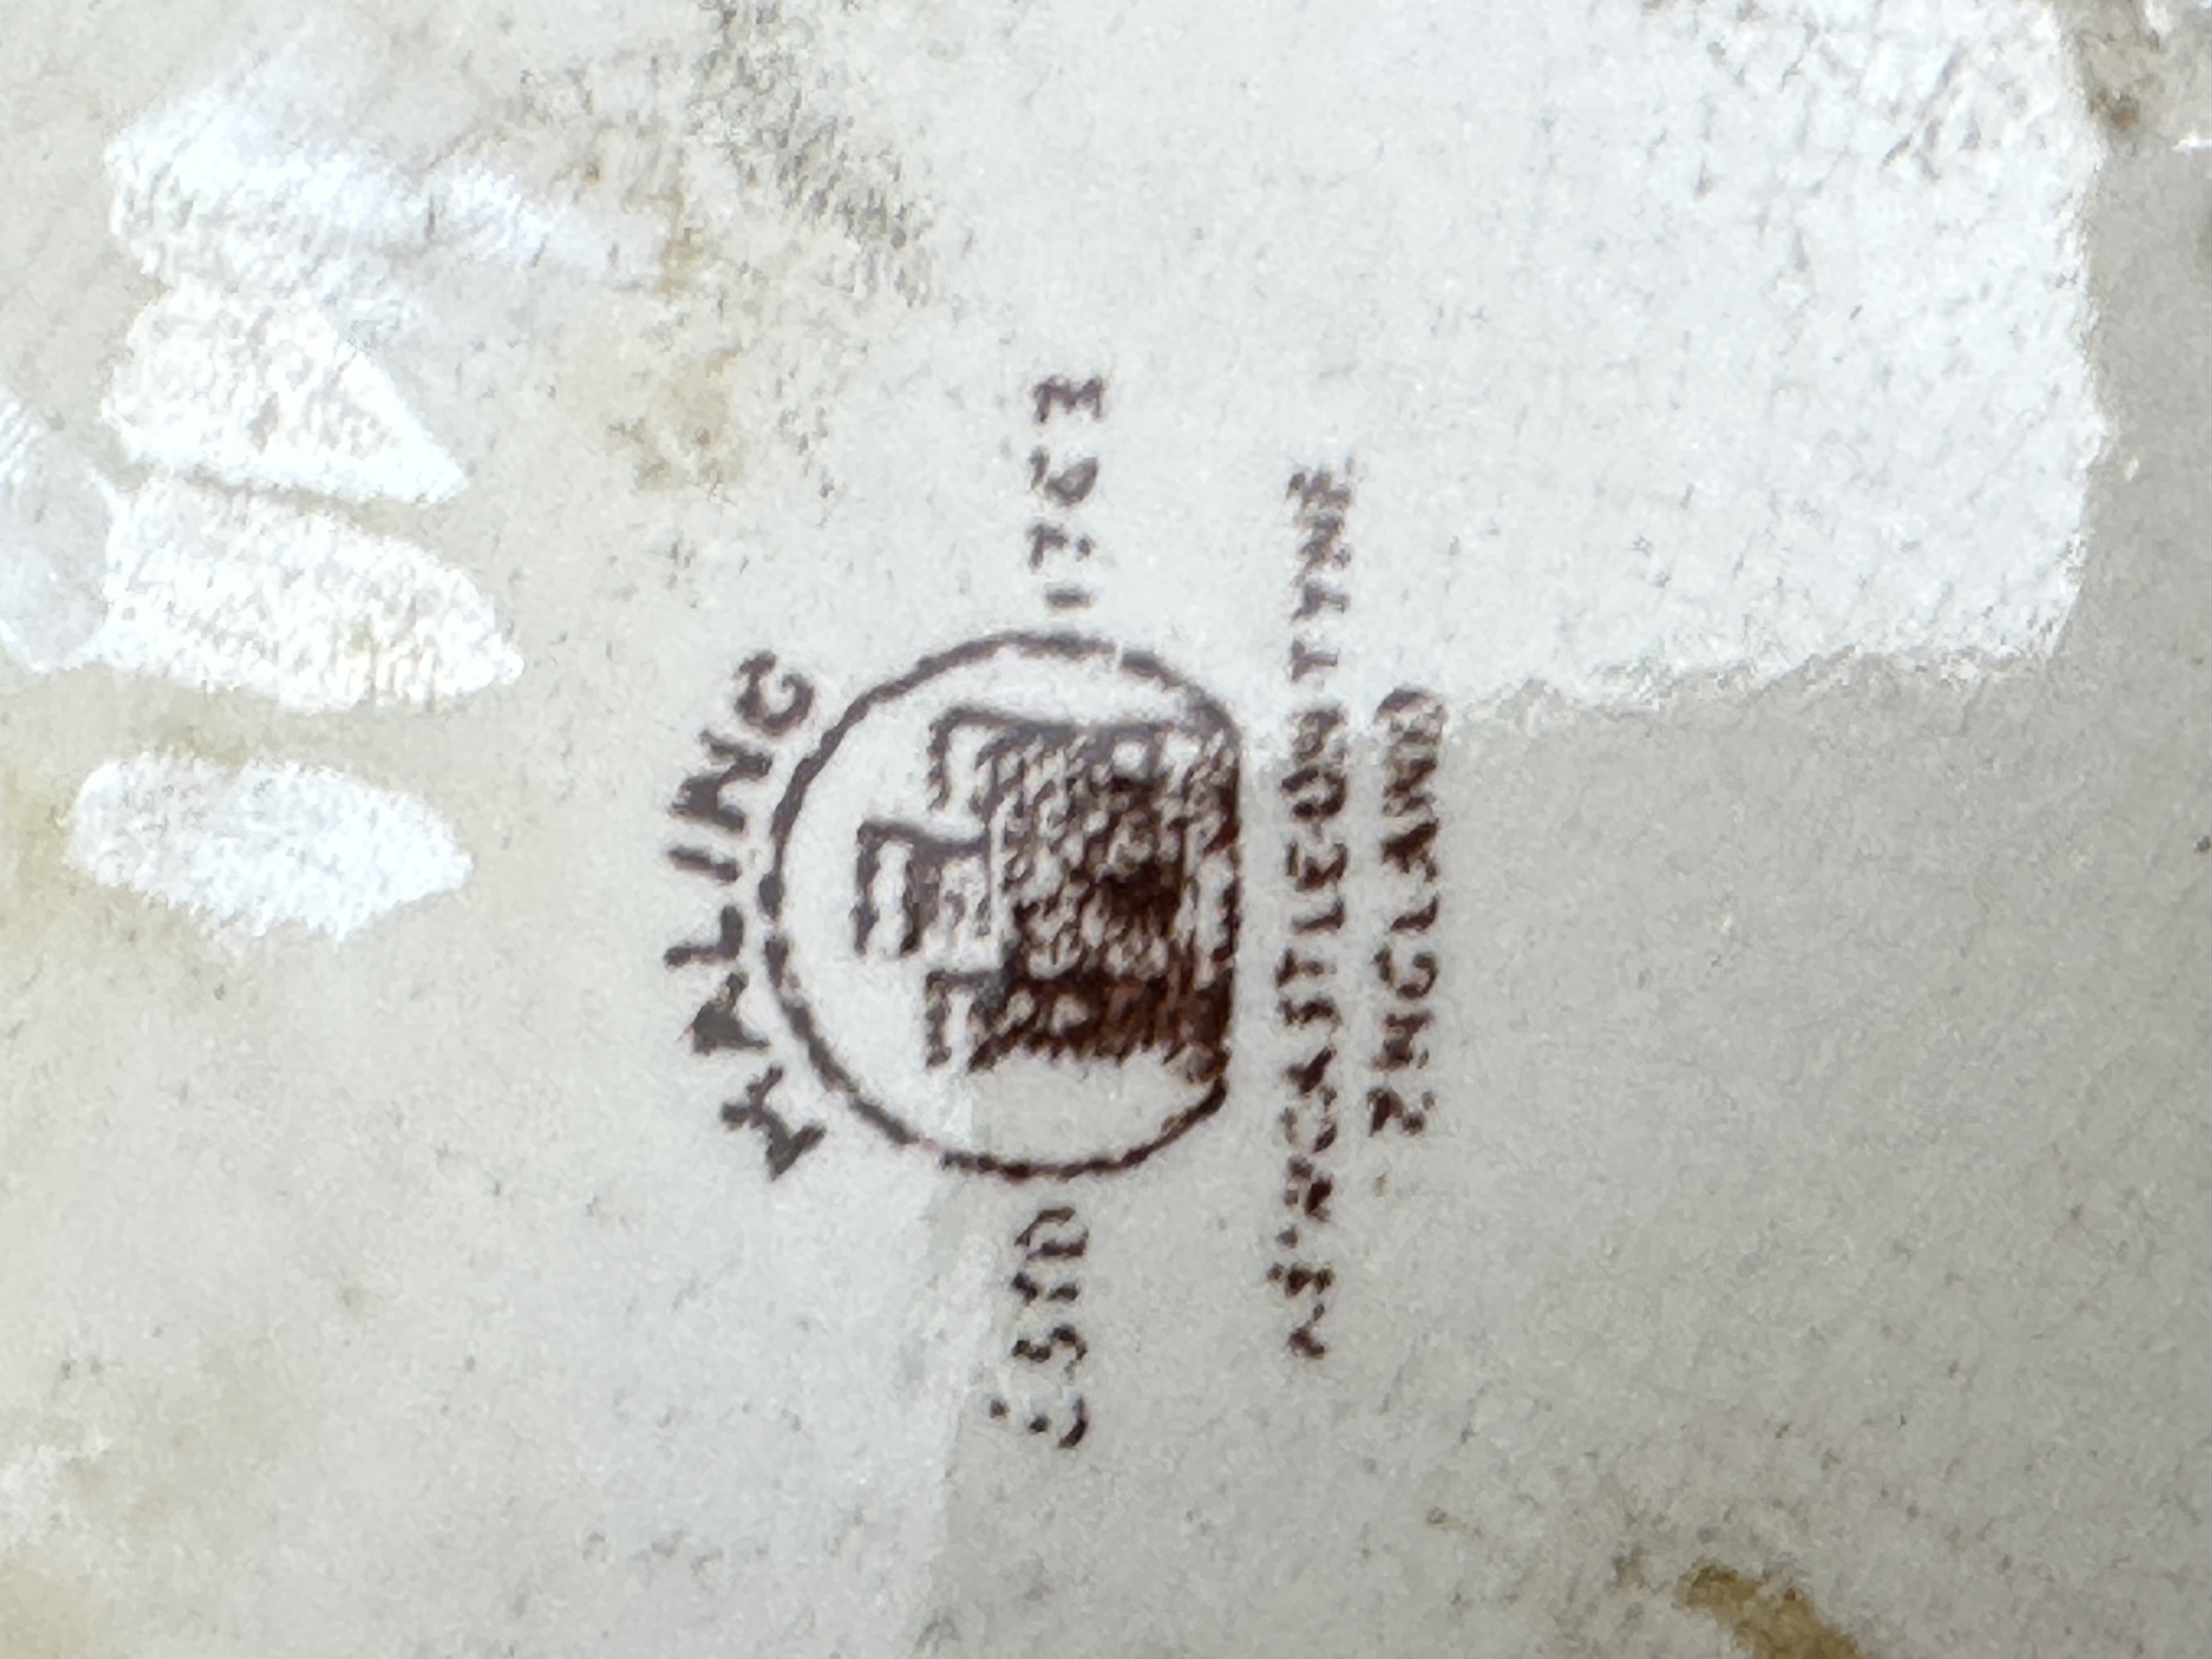 MALING
ESTD 1762
NEWCASTLE ON TYNE
ENGLAND